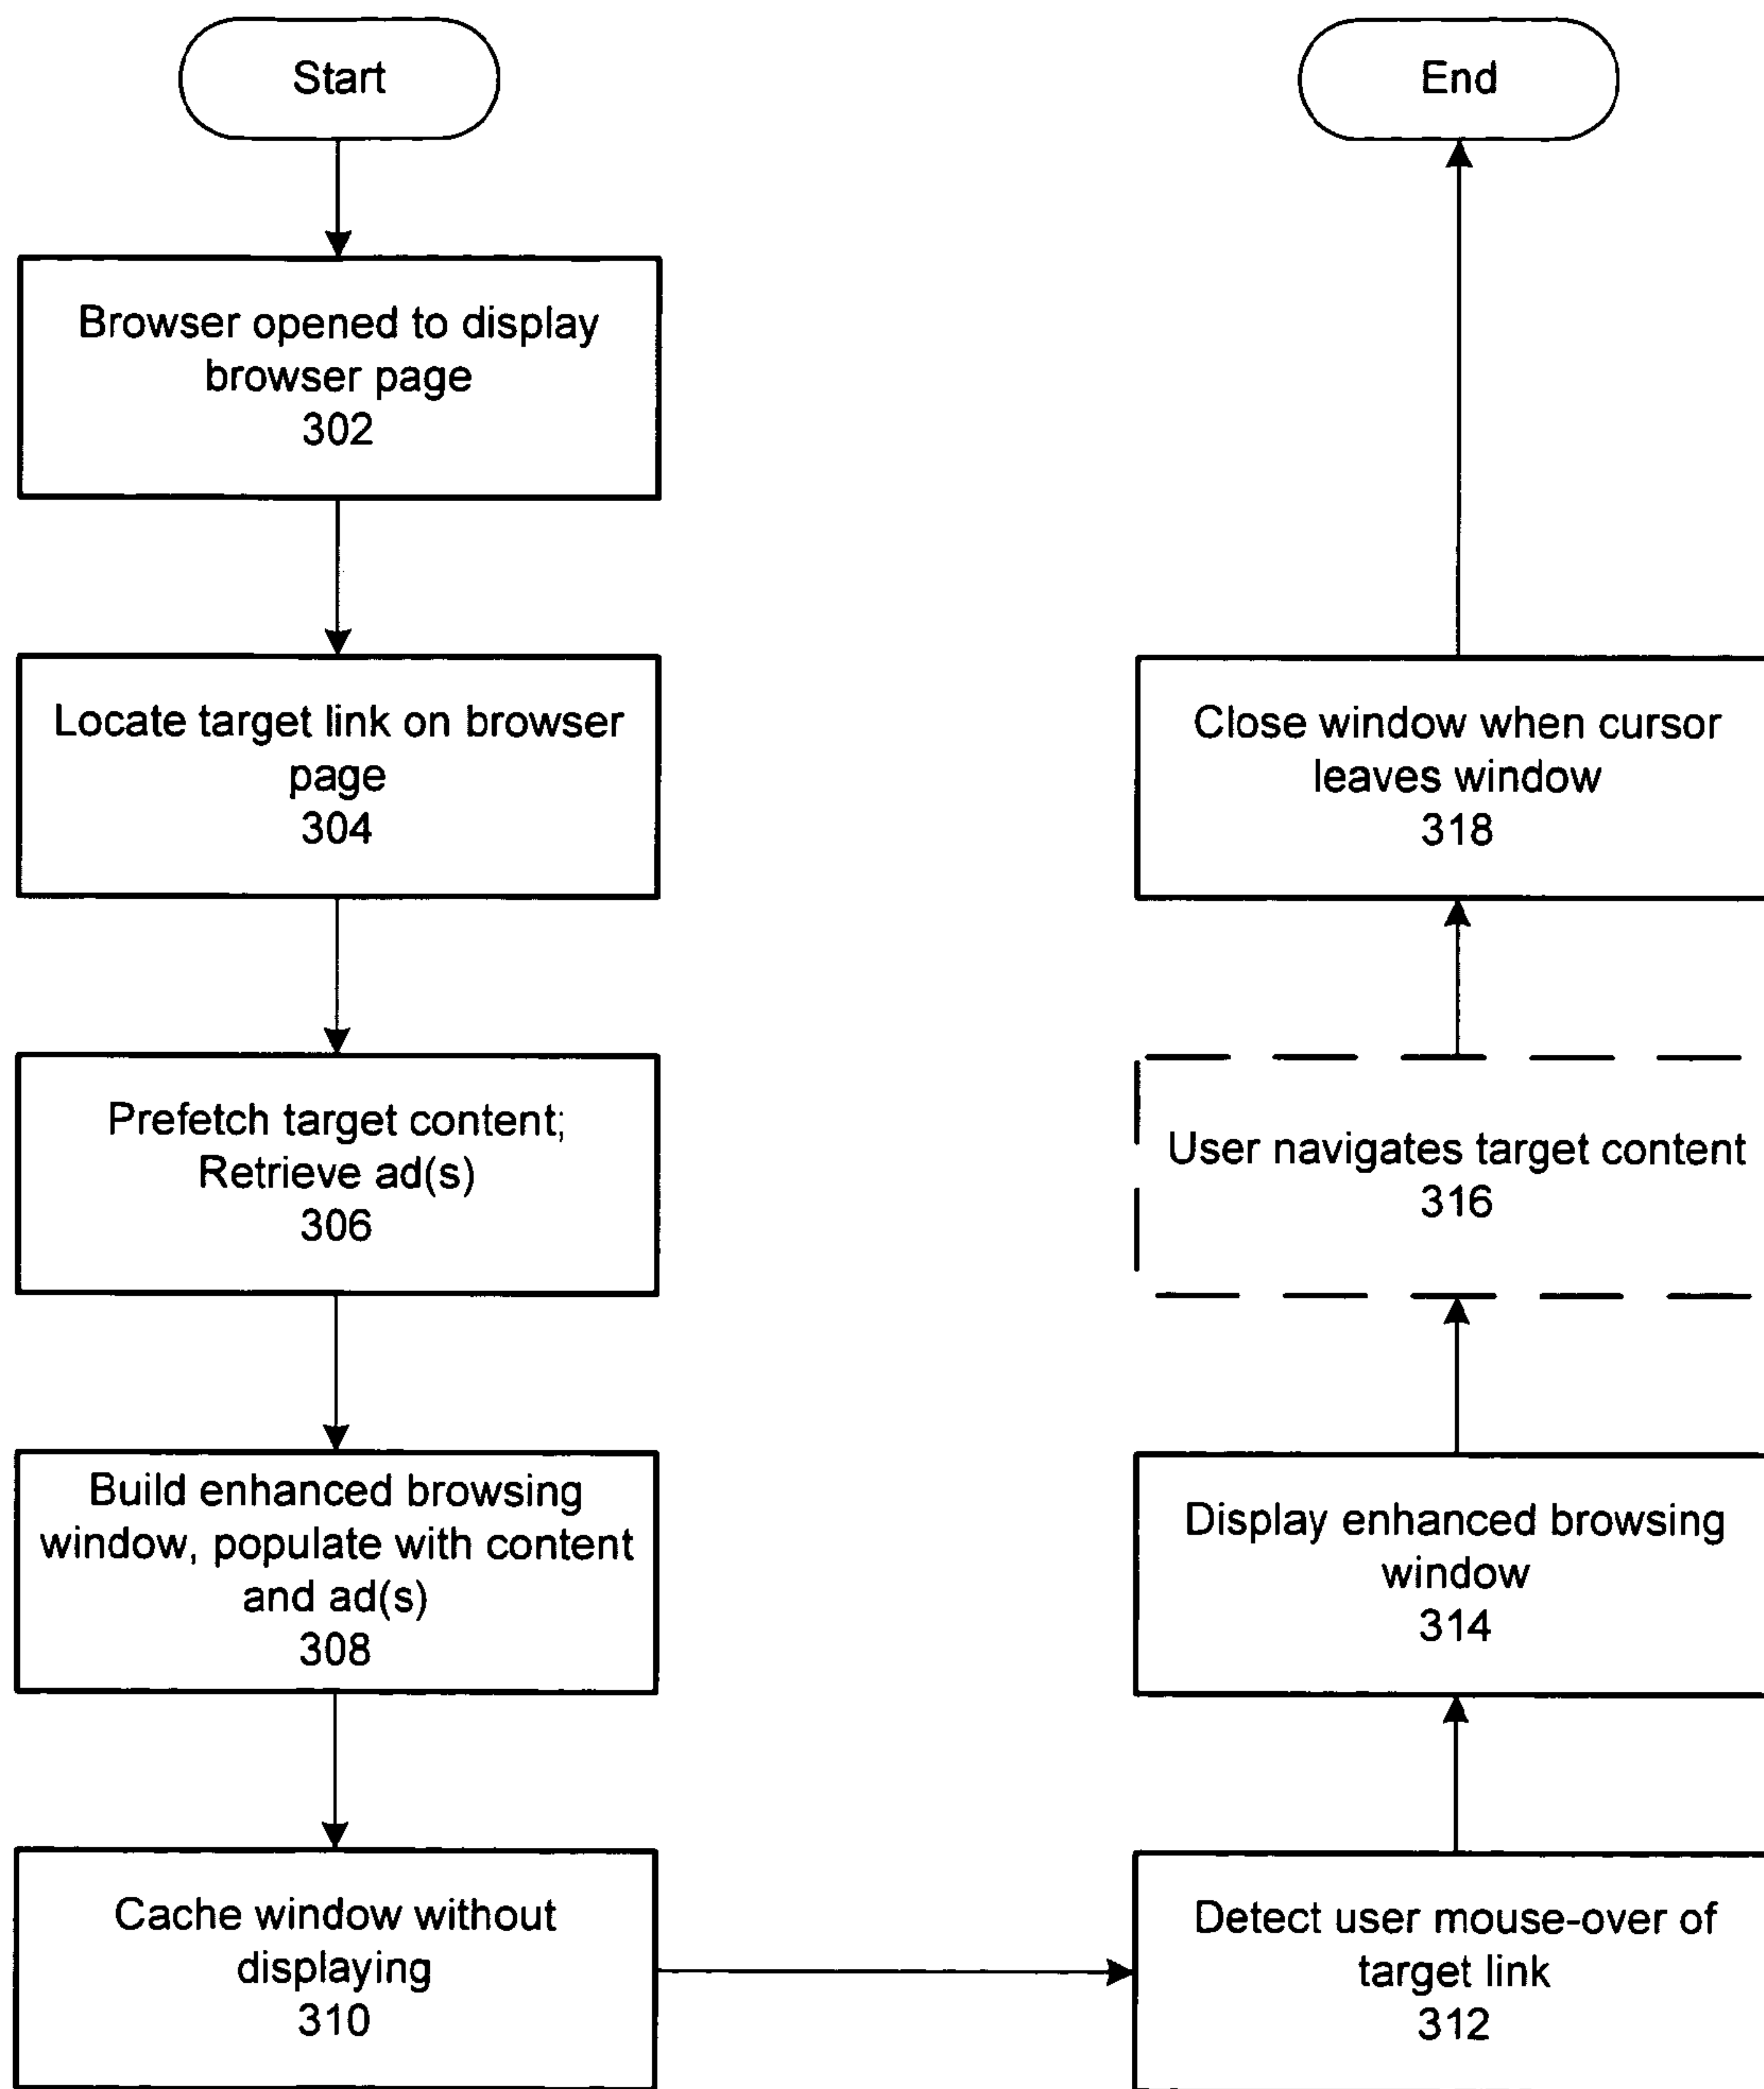 Start
Browser opened to display
browser page
302
Locate target link on browser
page
304
Prefetch target content;
Retrieve ad(s)
306
Build enhanced browsing
window, populate with content
and ad(s)
308
Cache window without
displaying
310
Detect user mouse-over of
target link
312
Display enhanced browsing
window
314
User navigates target content
316
Close window when cursor
leaves window
318
End